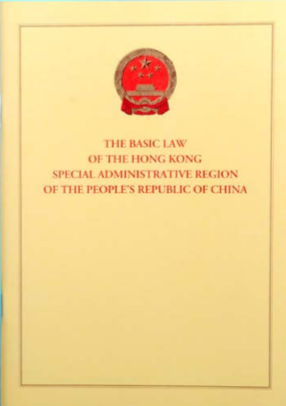 THE BASIC LAW
OF THE HONG KONG
SPECIAL ADMINISTRATIVE REGION
OF THE PEOPLE'S REPUBLIC OF CHINA